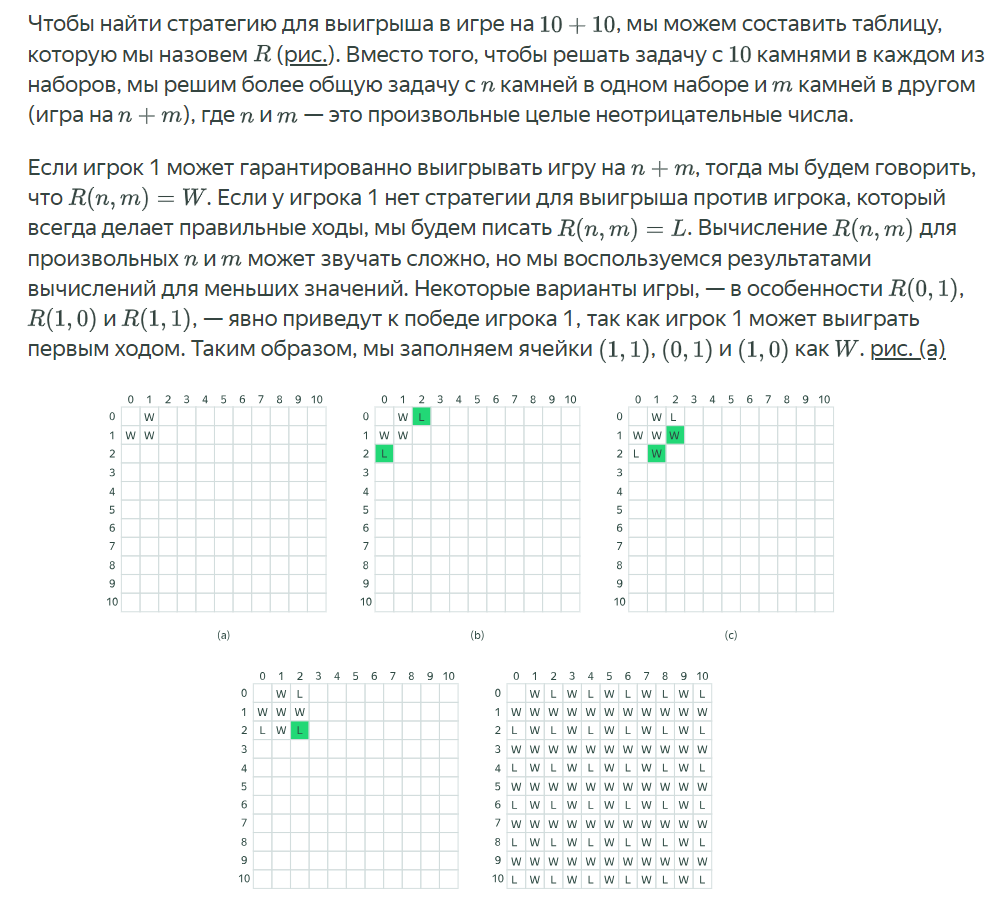 Чтобы найти стратегию для выигрыша в игре на 10 + 10, мы можем составить таблицу,
которую мы назовем R (рис.). Вместо того, чтобы решать задачу с 10 камнями в каждом из
наборов, мы решим более общую задачу с n камней в одном наборе и m камней в другом
(игра на n + m), где n и m — это произвольные целые неотрицательные числа.
Если игрок 1 может гарантированно выигрывать игру на n + m, тогда мы будем говорить,
что R(n, m) = W. Если у игрока 1 нет стратегии для выигрыша против игрока, который
всегда делает правильные ходы, мы будем писать R(n, m) = L. Вычисление R(n, m) для
произвольных n и m может звучать сложно, но мы воспользуемся результатами
вычислений для меньших значений. Некоторые варианты игры, — в особенности R(0, 1),
R(1, 0) и R(1, 1), — явно приведут к победе игрока 1, так как игрок 1 может выиграть
первым ходом. Таким образом, мы заполняем ячейки (1, 1), (0, 1) и (1, 0) как W. рис. (a)
0 1 2 3 4 5 6 7 8 9 10
0 W
1 W W
2
3
4
5
6
7
8
9
10
(a)
0 1 2 3 4 5 6 7 8 9 10
0 W L
1 W W
2 L
3
4
5
6
7
8
9
10
(b)
0 1 2 3 4 5 6 7 8 9 10
0 W L
1 W W W
2 L W
3
4
5
6
7
8
9
10
(c)
0 1 2 3 4 5 6 7 8 9 10
0 W L
1 W W W
2 L W L
3
4
5
6
7
8
9
10
0 1 2 3 4 5 6 7 8 9 10
0 W L W L W L W L W L
1 W W W W W W W W W W W
2 L W L W L W L W L W L
3 W W W W W W W W W W W
4 L W L W L W L W L W L
5 W W W W W W W W W W W
6 L W L W L W L W L W L
7 W W W W W W W W W W W
8 L W L W L W L W L W L
9 W W W W W W W W W W W
10 L W L W L W L W L W L